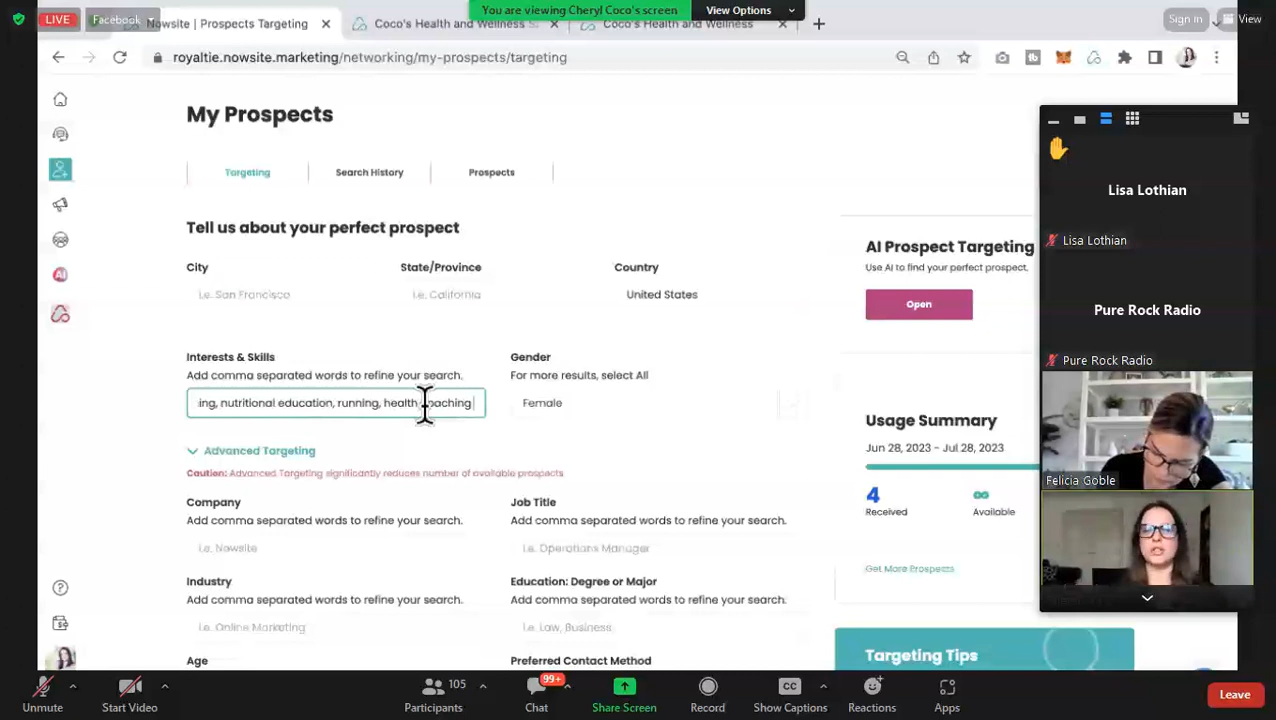 LIVE
Facebook
You are viewing Cheryl Coco's screen
View Options
Sign in
View
Nowsite | Prospects Targeting
Coco's Health and Wellness S
Coco's Health and Wellness
royaltie.nowsite.marketing/networking/my-prospects/targeting
My Prospects
Targeting
Search History
Prospects
Tell us about your perfect prospect
City
State/Province
Country
i.e. San Francisco
i.e. California
United States
Interests & Skills
Gender
Add comma separated words to refine your search.
For more results, select All
ing, nutritional education, running, health coaching
Female
Advanced Targeting
Caution: Advanced Targeting significantly reduces number of available prospects
Company
Job Title
Add comma separated words to refine your search.
Add comma separated words to refine your search.
i.e. Nowsite
i.e. Operations Manager
Industry
Education: Degree or Major
Add comma separated words to refine your search.
Add comma separated words to refine your search.
i.e. Online Marketing
i.e. Law, Business
Age
Preferred Contact Method
AI Prospect Targeting
Use AI to find your perfect prospect.
Open
Usage Summary
Jun 28, 2023 - Jul 28, 2023
4
∞
Received
Available
Get More Prospects
Targeting Tips
AI
Lisa Lothian
Lisa Lothian
Pure Rock Radio
Pure Rock Radio
Felicia Goble
Unmute
Start Video
105
Participants
99+
Chat
Share Screen
Record
CC
Show Captions
Reactions
Apps
Leave